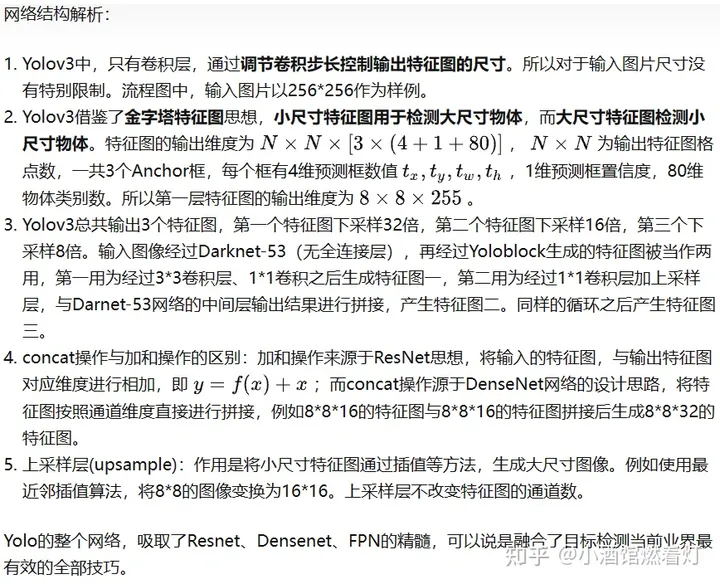 网络结构解析：
1. Yolov3中，只有卷积层，通过调节卷积步长控制输出特征图的尺寸。所以对于输入图片尺寸没
有特别限制。流程图中，输入图片以256*256作为样例。
2. Yolov3借鉴了金字塔特征图思想，小尺寸特征图用于检测大尺寸物体，而大尺寸特征图检测小
尺寸物体。特征图的输出维度为 N × N × [3 × (4 + 1 + 80)] ， N × N 为输出特征图格
点数，一共3个Anchor框，每个框有4维预测框数值 tx, ty, tw, th ，1维预测框置信度，80维
物体类别数。所以第一层特征图的输出维度为 8 × 8 × 255 。
3. Yolov3总共输出3个特征图，第一个特征图下采样32倍，第二个特征图下采样16倍，第三个下
采样8倍。输入图像经过Darknet-53（无全连接层），再经过Yoloblock生成的特征图被当作两
用，第一用为经过3*3卷积层、1*1卷积之后生成特征图一，第二用为经过1*1卷积层加上采样
层，与Darnet-53网络的中间层输出结果进行拼接，产生特征图二。同样的循环之后产生特征图
三。
4. concat操作与加和操作的区别：加和操作来源于ResNet思想，将输入的特征图，与输出特征图
对应维度进行相加，即 y = f(x) + x ；而concat操作源于DenseNet网络的设计思路，将特
征图按照通道维度直接进行拼接，例如8*8*16的特征图与8*8*16的特征图拼接后生成8*8*32的
特征图。
5. 上采样层(upsample)：作用是将小尺寸特征图通过插值等方法，生成大尺寸图像。例如使用最
近邻插值算法，将8*8的图像变换为16*16。上采样层不改变特征图的通道数。
Yolo的整个网络，吸取了Resnet、Densenet、FPN的精髓，可以说是融合了目标检测当前业界最
有效的全部技巧。
知乎 @小酒馆燃着灯